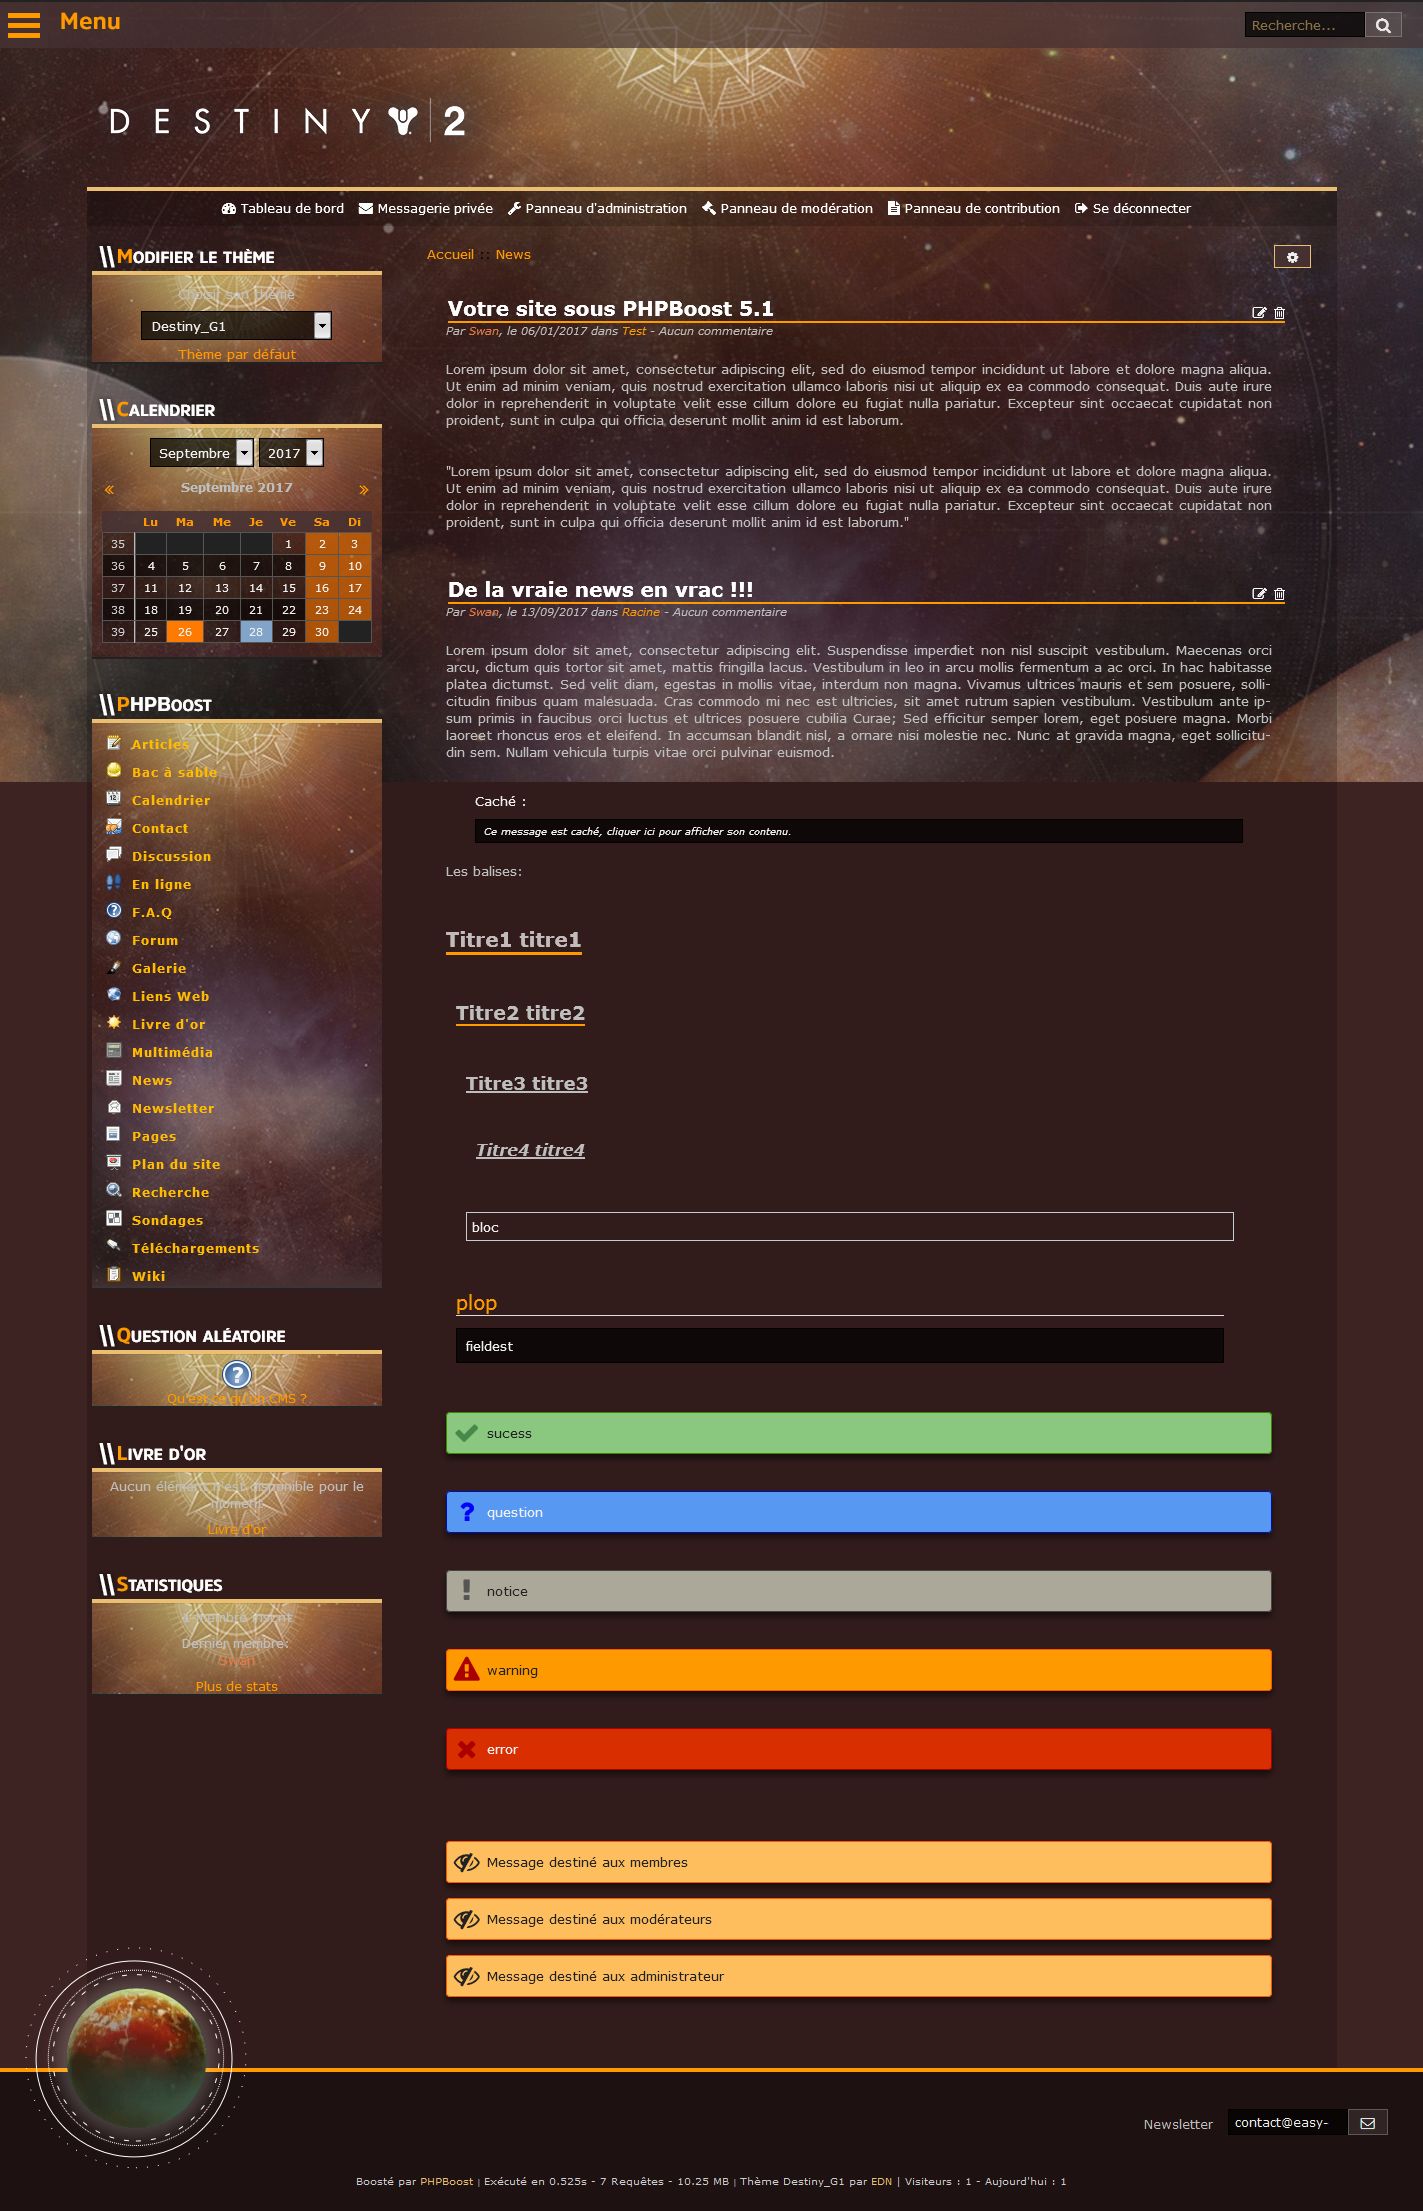 Menu
Recherche...
DESTINY 2
Tableau de bord Messagerie privée Panneau d'administration Panneau de modération Panneau de contribution Se déconnecter
\\Modifier le thème
Choisir son thème
Destiny_G1
Thème par défaut
\\Calendrier
Septembre 2017
« Septembre 2017 »
Lu Ma Me Je Ve Sa Di
35 1 2 3
36 4 5 6 7 8 9 10
37 11 12 13 14 15 16 17
38 18 19 20 21 22 23 24
39 25 26 27 28 29 30
\\PHPBoost
Articles
Bac à sable
12 Calendrier
Contact
Discussion
En ligne
? F.A.Q
Forum
Galerie
Liens Web
Livre d'or
Multimédia
News
Newsletter
Pages
Plan du site
Recherche
Sondages
Téléchargements
Wiki
\\Question aléatoire
?
Qu'est ce qu'un CMS ?
\\Livre d'or
Aucun élément n'est disponible pour le
moment
Livre d'or
\\Statistiques
1 membre inscrit
Dernier membre:
Swan
Plus de stats
Accueil :: News
Votre site sous PHPBoost 5.1
Par Swan, le 06/01/2017 dans Test - Aucun commentaire
Lorem ipsum dolor sit amet, consectetur adipiscing elit, sed do eiusmod tempor incididunt ut labore et dolore magna aliqua.
Ut enim ad minim veniam, quis nostrud exercitation ullamco laboris nisi ut aliquip ex ea commodo consequat. Duis aute irure
dolor in reprehenderit in voluptate velit esse cillum dolore eu fugiat nulla pariatur. Excepteur sint occaecat cupidatat non
proident, sunt in culpa qui officia deserunt mollit anim id est laborum.
"Lorem ipsum dolor sit amet, consectetur adipiscing elit, sed do eiusmod tempor incididunt ut labore et dolore magna aliqua.
Ut enim ad minim veniam, quis nostrud exercitation ullamco laboris nisi ut aliquip ex ea commodo consequat. Duis aute irure
dolor in reprehenderit in voluptate velit esse cillum dolore eu fugiat nulla pariatur. Excepteur sint occaecat cupidatat non
proident, sunt in culpa qui officia deserunt mollit anim id est laborum."
De la vraie news en vrac !!!
Par Swan, le 13/09/2017 dans Racine - Aucun commentaire
Lorem ipsum dolor sit amet, consectetur adipiscing elit. Suspendisse imperdiet non nisl suscipit vestibulum. Maecenas orci
arcu, dictum quis tortor sit amet, mattis fringilla lacus. Vestibulum in leo in arcu mollis fermentum a ac orci. In hac habitasse
platea dictumst. Sed velit diam, egestas in mollis vitae, interdum non magna. Vivamus ultrices mauris et sem posuere, solli-
citudin finibus quam malesuada. Cras commodo mi nec est ultricies, sit amet rutrum sapien vestibulum. Vestibulum ante ip-
sum primis in faucibus orci luctus et ultrices posuere cubilia Curae; Sed efficitur semper lorem, eget posuere magna. Morbi
laoreet rhoncus eros et eleifend. In accumsan blandit nisl, a ornare nisi molestie nec. Nunc at gravida magna, eget sollicitu-
din sem. Nullam vehicula turpis vitae orci pulvinar euismod.
Caché :
Ce message est caché, cliquer ici pour afficher son contenu.
Les balises:
Titre1 titre1
Titre2 titre2
Titre3 titre3
Titre4 titre4
bloc
plop
fieldest
sucess
? question
! notice
warning
error
Message destiné aux membres
Message destiné aux modérateurs
Message destiné aux administrateur
Newsletter contact@easy-
Boosté par PHPBoost | Exécuté en 0.525s - 7 Requêtes - 10.25 MB | Thème Destiny_G1 par EDN | Visiteurs : 1 - Aujourd'hui : 1